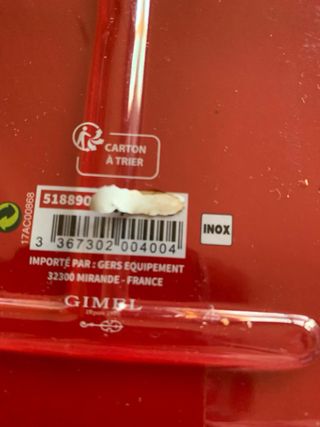 CARTON
À TRIER
17AC00868
518890
INOX
3 367302 004004
IMPORTÉ PAR : GERS EQUIPEMENT
32300 MIRANDE - FRANCE
GIMEL